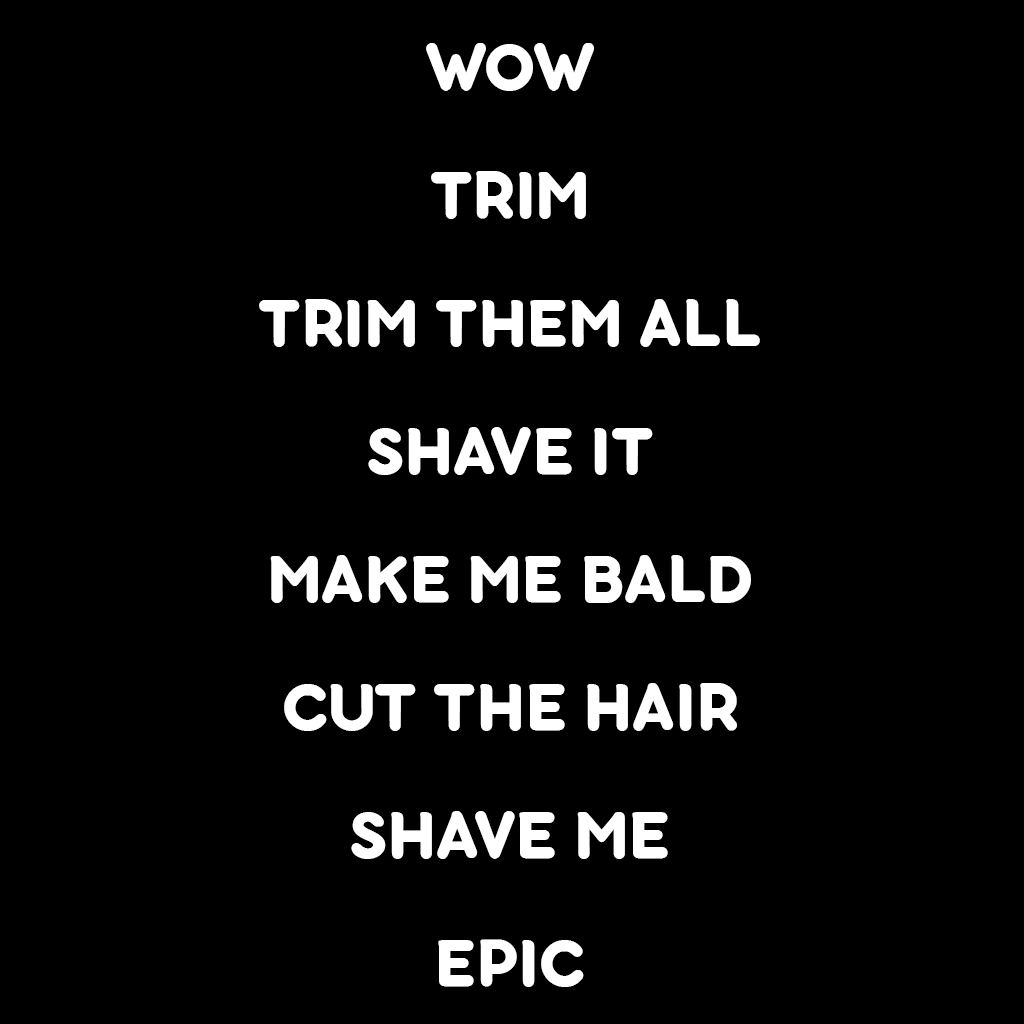 WOW
TRIM
TRIM THEM ALL
SHAVE IT
MAKE ME BALD
CUT THE HAIR
SHAVE ME
EPIC